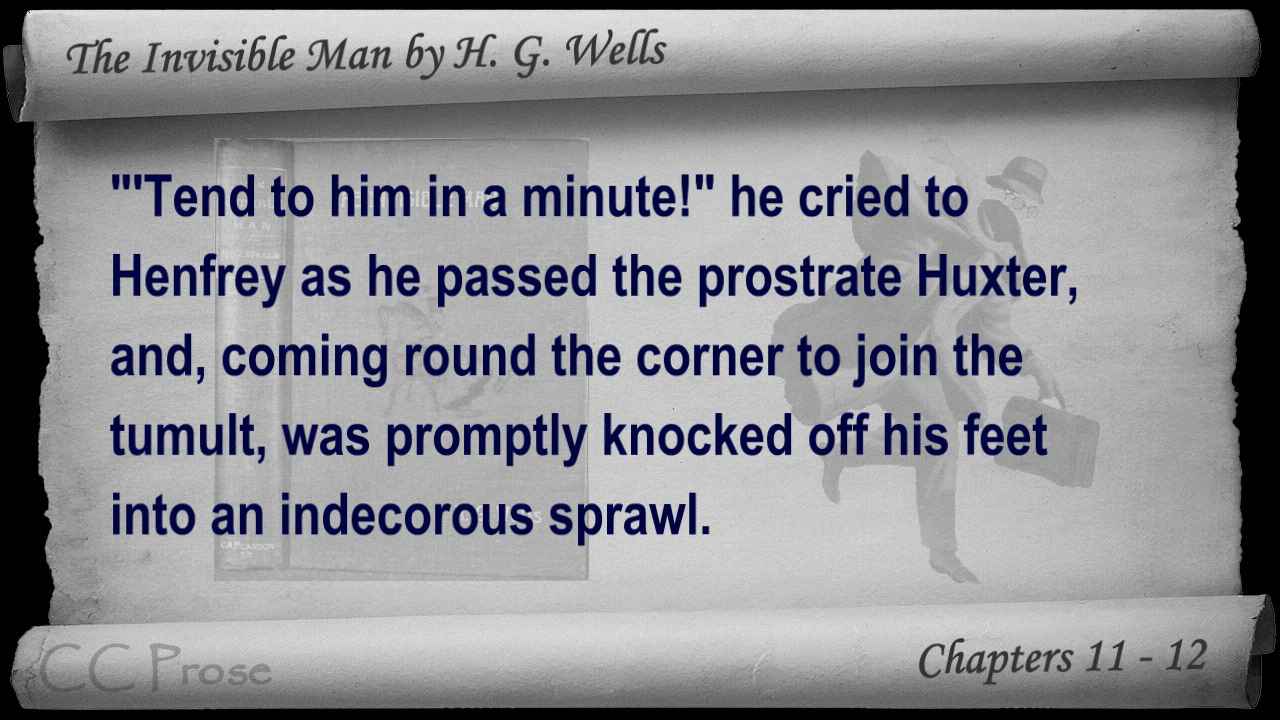 The Invisible Man by H. G. Wells
"'Tend to him in a minute!" he cried to
Henfrey as he passed the prostrate Huxter,
and, coming round the corner to join the
tumult, was promptly knocked off his feet
into an indecorous sprawl.
CC Prose
Chapters 11 - 12